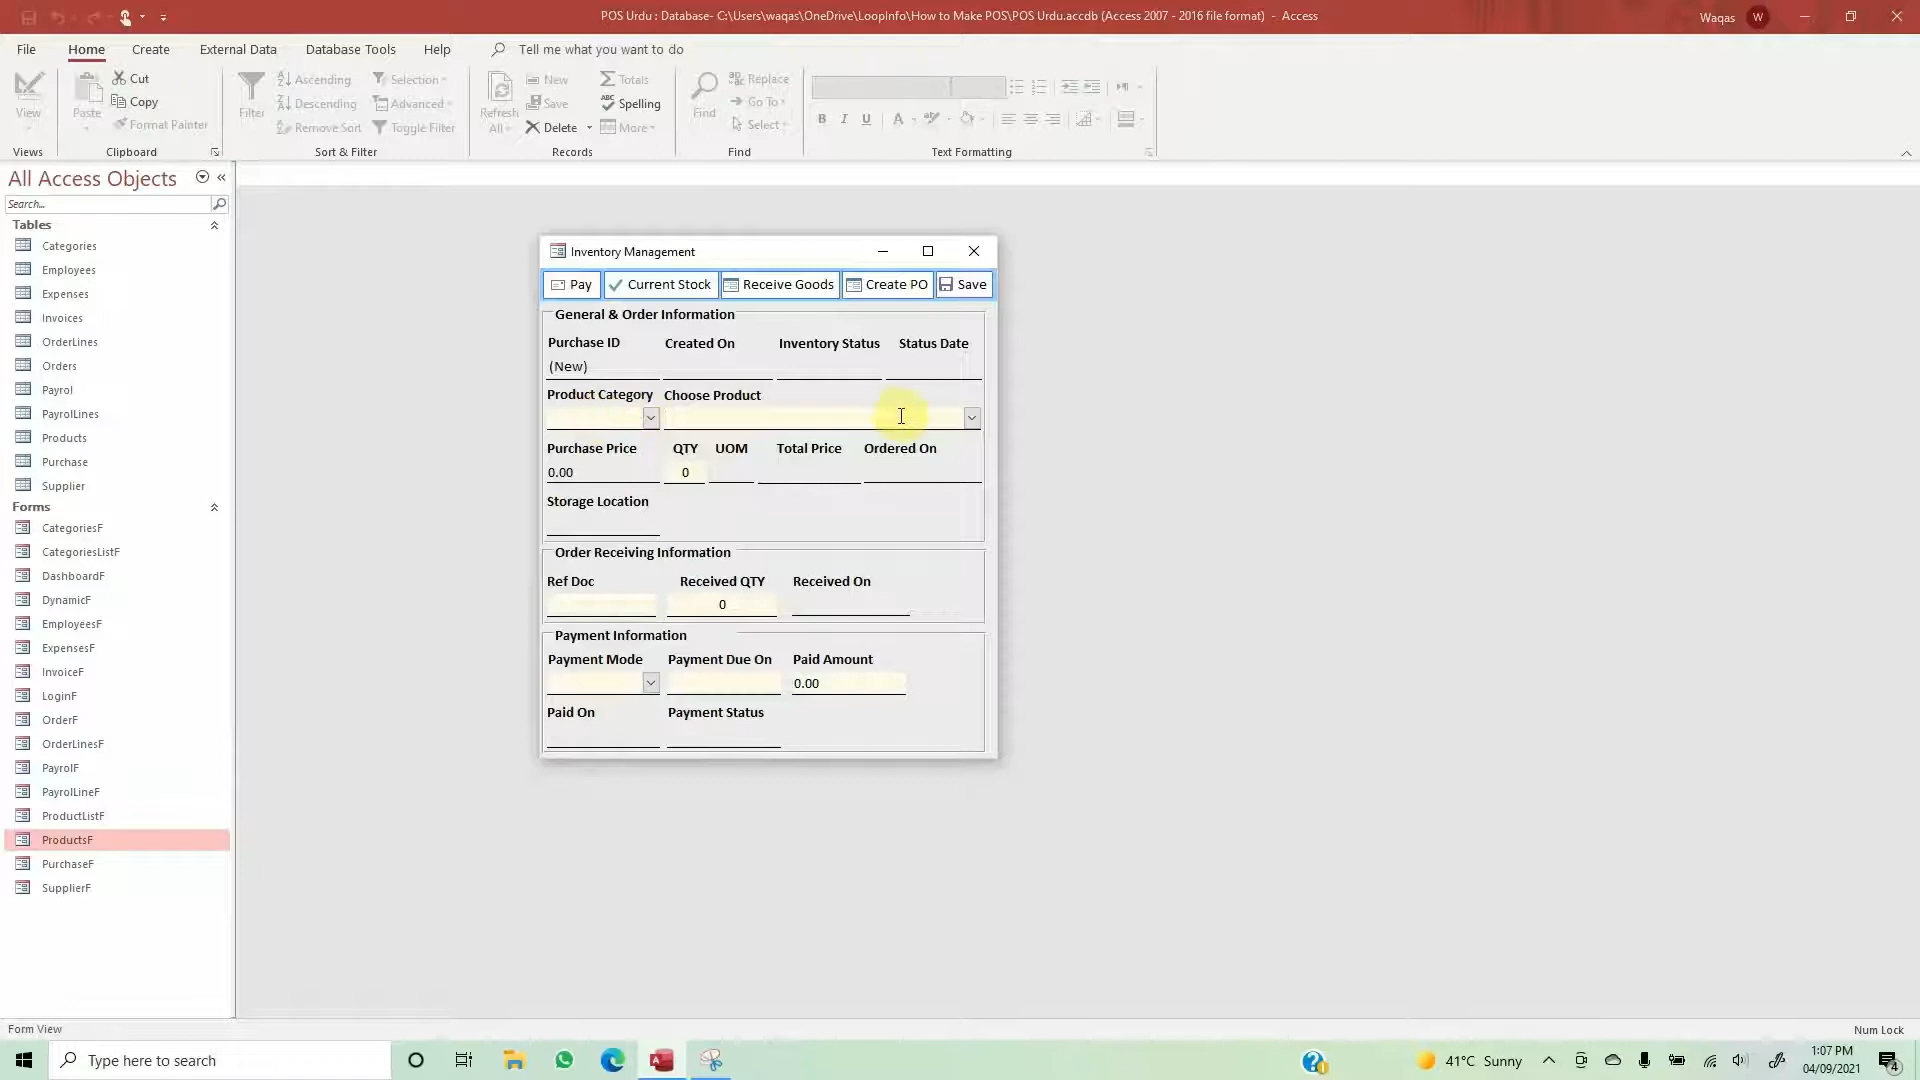 POS Urdu : Database- C:\Users\waqas\OneDrive\LoopInfo\How to Make POS\POS Urdu.accdb (Access 2007 - 2016 file format) - Access
Waqas W
File Home Create External Data Database Tools Help Tell me what you want to do
View
Views
Paste
Cut
Copy
Format Painter
Clipboard
Filter
Ascending
Descending
Remove Sort
Selection
Advanced
Toggle Filter
Sort & Filter
Refresh
All
New
Save
Delete
Totals
Spelling
More
Records
Find
Replace
Go To
Select
Find
B I U A
Text Formatting
All Access Objects
Search...
Tables
Categories
Employees
Expenses
Invoices
OrderLines
Orders
Payrol
PayrolLines
Products
Purchase
Supplier
Forms
CategoriesF
CategoriesListF
DashboardF
DynamicF
EmployeesF
ExpensesF
InvoiceF
LoginF
OrderF
OrderLinesF
PayrolF
PayrolLineF
ProductListF
ProductsF
PurchaseF
SupplierF
Inventory Management
Pay Current Stock Receive Goods Create PO Save
General & Order Information
Purchase ID Created On Inventory Status Status Date
(New)
Product Category Choose Product
Purchase Price QTY UOM Total Price Ordered On
0.00 0
Storage Location
Order Receiving Information
Ref Doc Received QTY Received On
0
Payment Information
Payment Mode Payment Due On Paid Amount
0.00
Paid On Payment Status
Form View
Num Lock
Type here to search
41°C Sunny
1:07 PM
04/09/2021
4